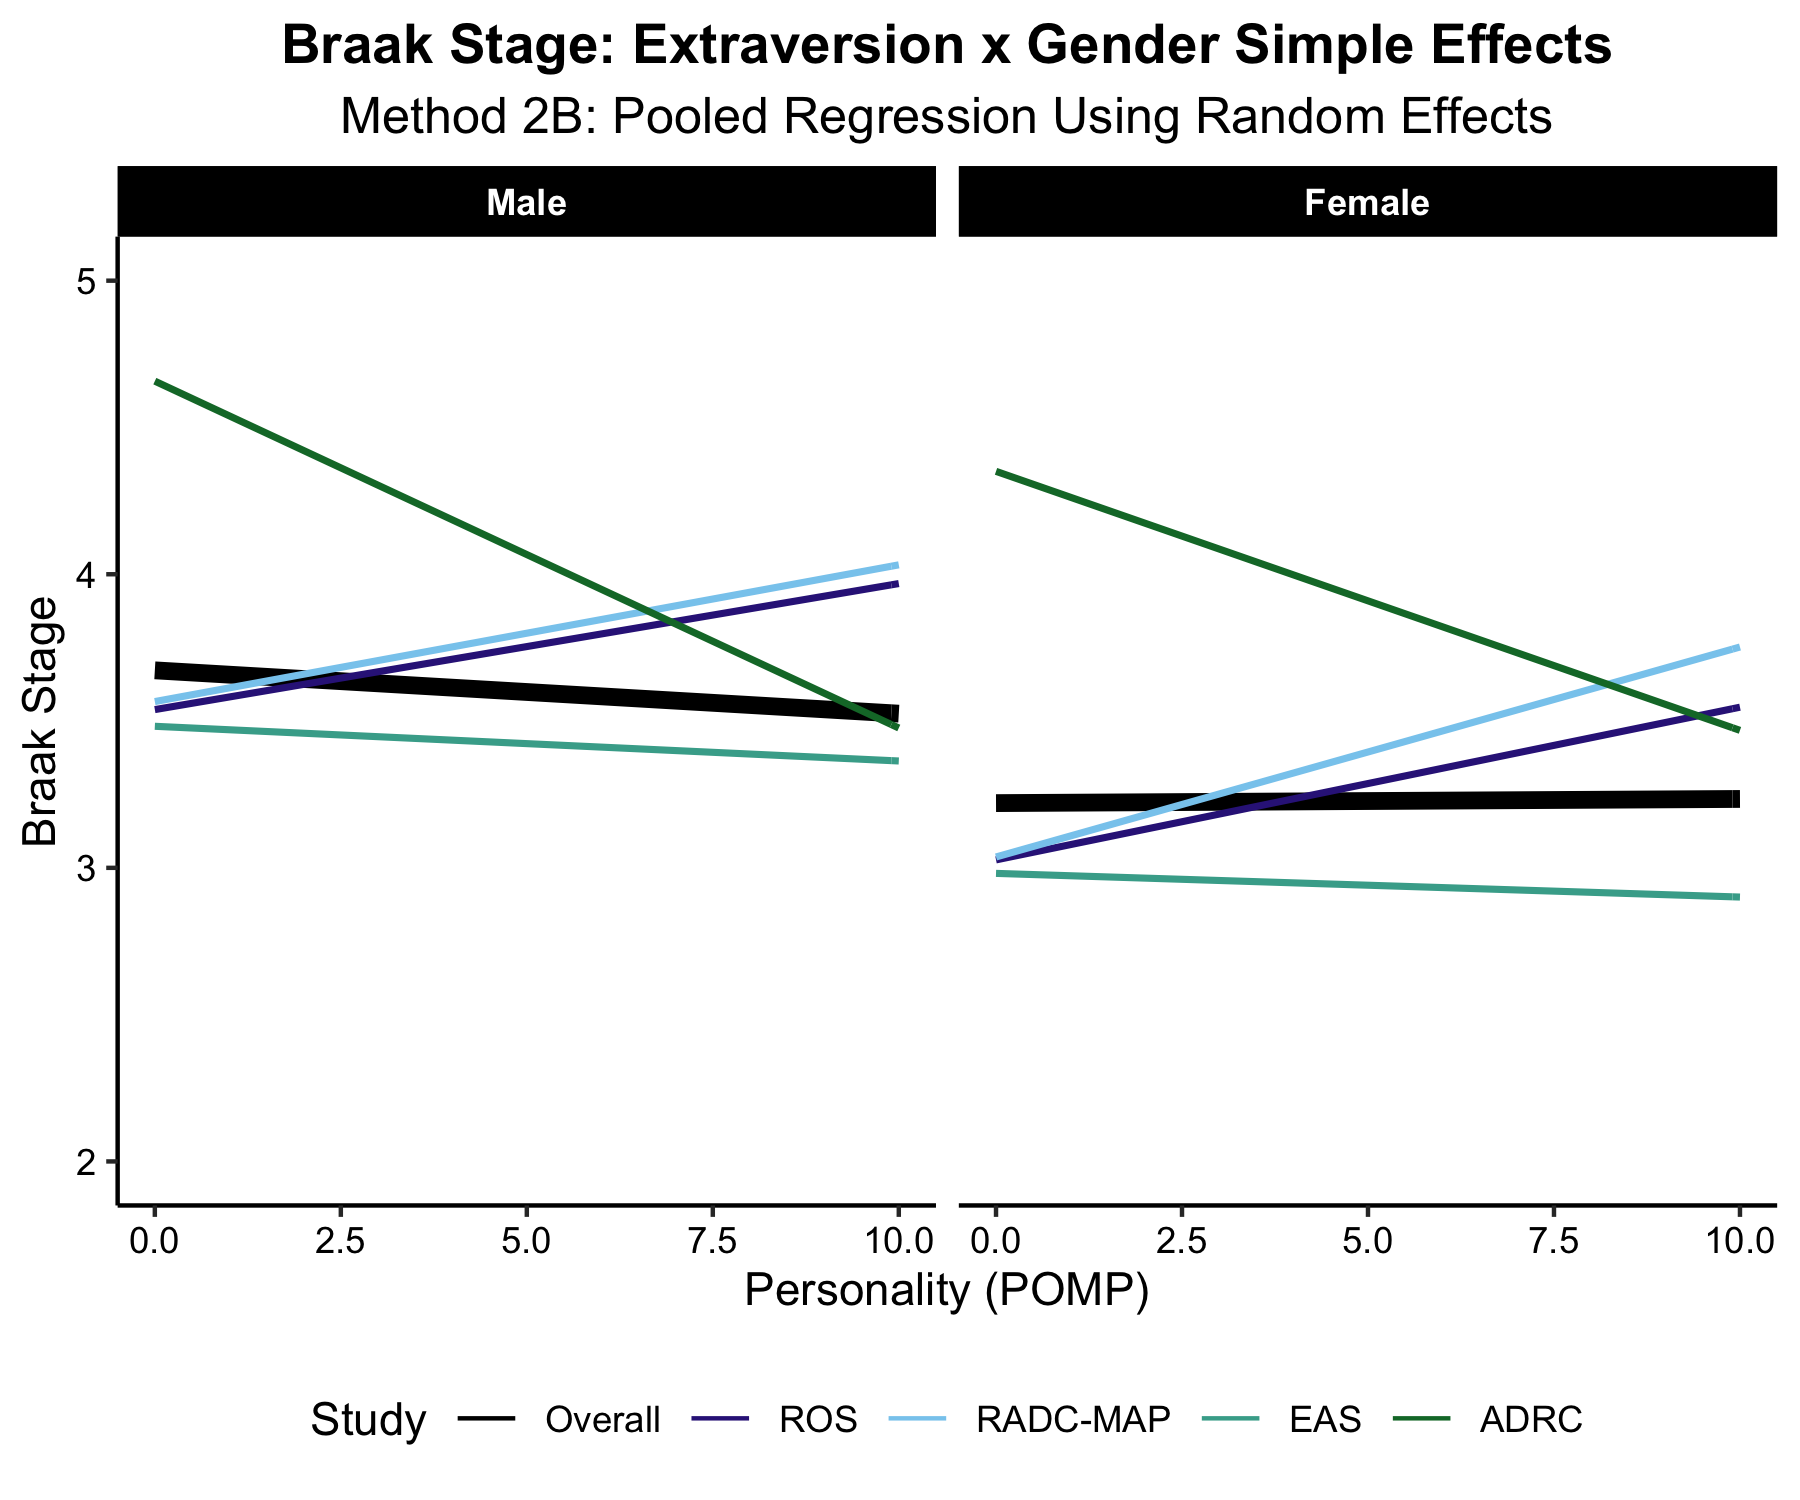 Braak Stage: Extraversion x Gender Simple Effects
Method 2B: Pooled Regression Using Random Effects
Male
Female
Braak Stage
5
4
3
2
0.0 2.5 5.0 7.5 10.0
0.0 2.5 5.0 7.5 10.0
Personality (POMP)
Study Overall ROS RADC-MAP EAS ADRC